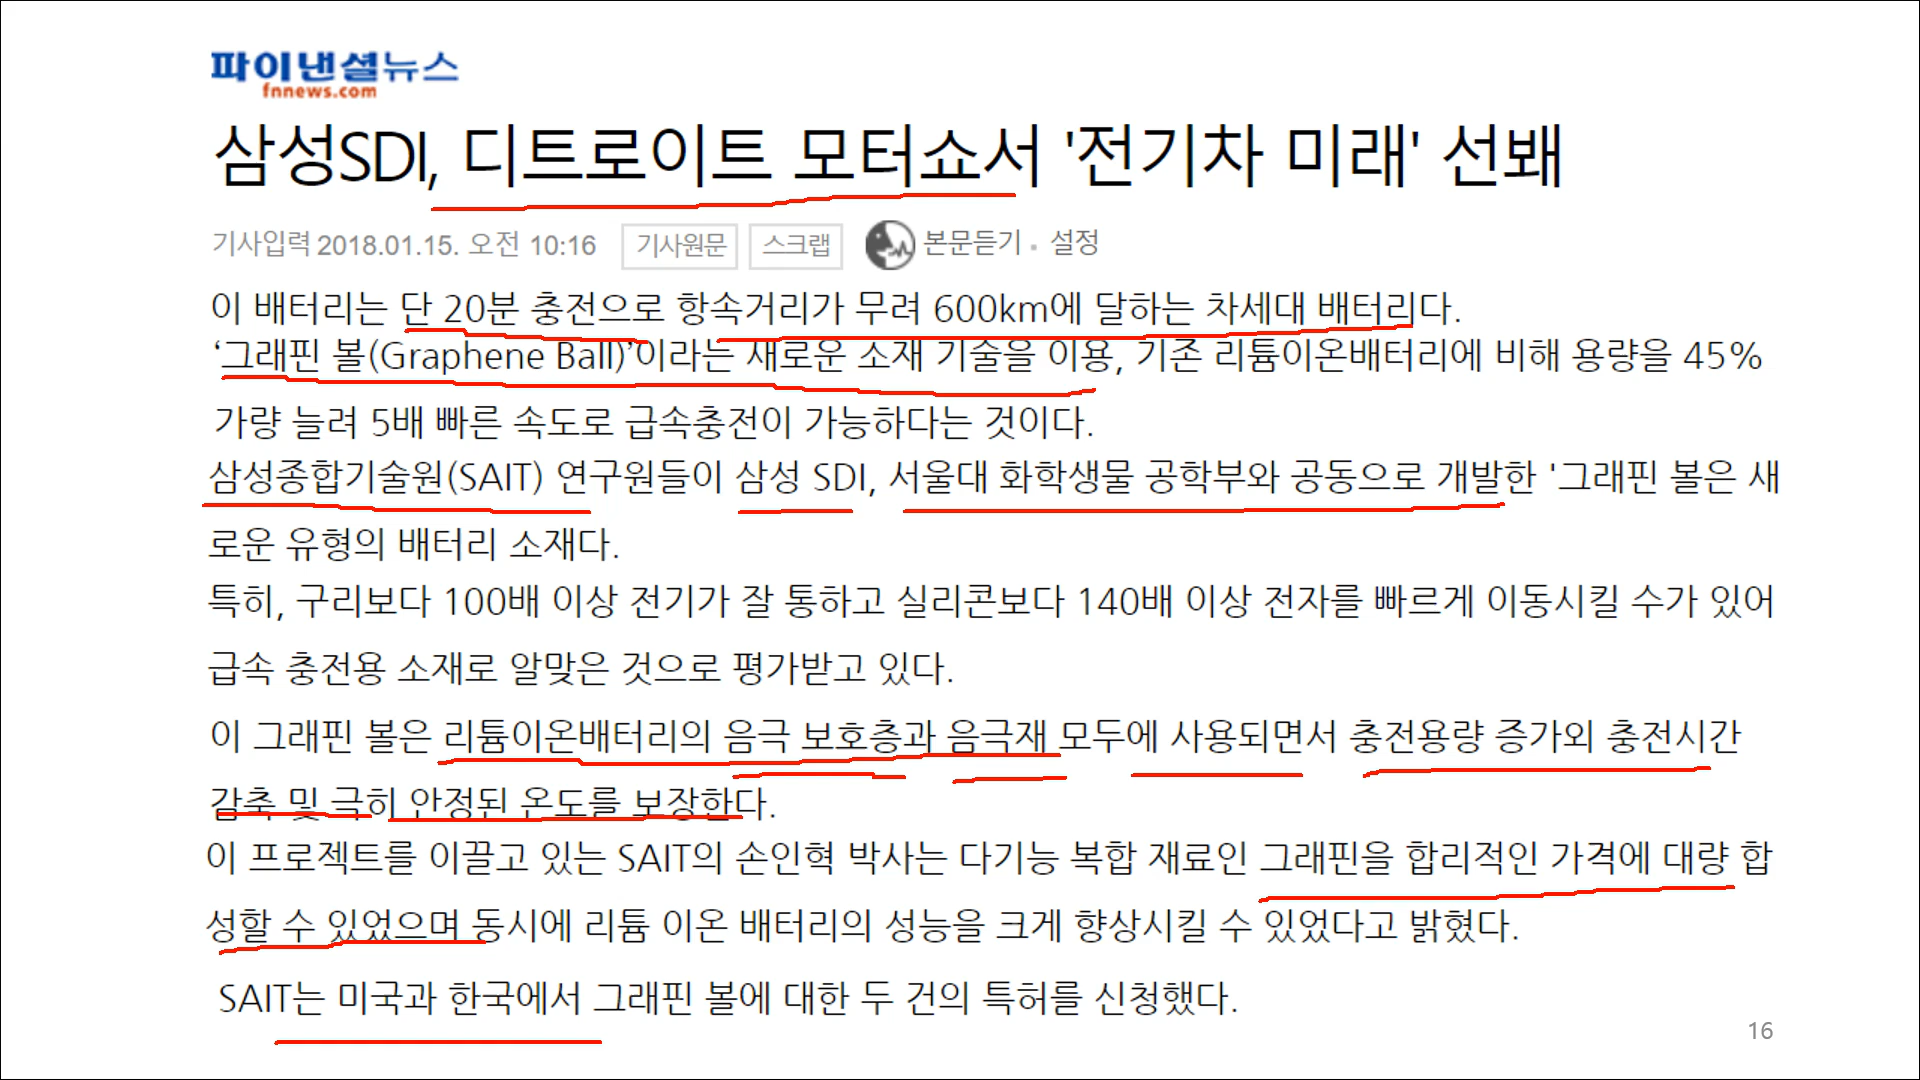 파이낸셜뉴스
fnnews.com
삼성SDI, 디트로이트 모터쇼서 '전기차 미래' 선봬
기사입력 2018.01.15. 오전 10:16 기사원문 스크랩 본문듣기 · 설정
이 배터리는 단 20분 충전으로 항속거리가 무려 600km에 달하는 차세대 배터리다.
‘그래핀 볼(Graphene Ball)’이라는 새로운 소재 기술을 이용, 기존 리튬이온배터리에 비해 용량을 45%
가량 늘려 5배 빠른 속도로 급속충전이 가능하다는 것이다.
삼성종합기술원(SAIT) 연구원들이 삼성 SDI, 서울대 화학생물 공학부와 공동으로 개발한 '그래핀 볼은 새
로운 유형의 배터리 소재다.
특히, 구리보다 100배 이상 전기가 잘 통하고 실리콘보다 140배 이상 전자를 빠르게 이동시킬 수가 있어
급속 충전용 소재로 알맞은 것으로 평가받고 있다.
이 그래핀 볼은 리튬이온배터리의 음극 보호층과 음극재 모두에 사용되면서 충전용량 증가외 충전시간
감축 및 극히 안정된 온도를 보장한다.
이 프로젝트를 이끌고 있는 SAIT의 손인혁 박사는 다기능 복합 재료인 그래핀을 합리적인 가격에 대량 합
성할 수 있었으며 동시에 리튬 이온 배터리의 성능을 크게 향상시킬 수 있었다고 밝혔다.
SAIT는 미국과 한국에서 그래핀 볼에 대한 두 건의 특허를 신청했다.
16